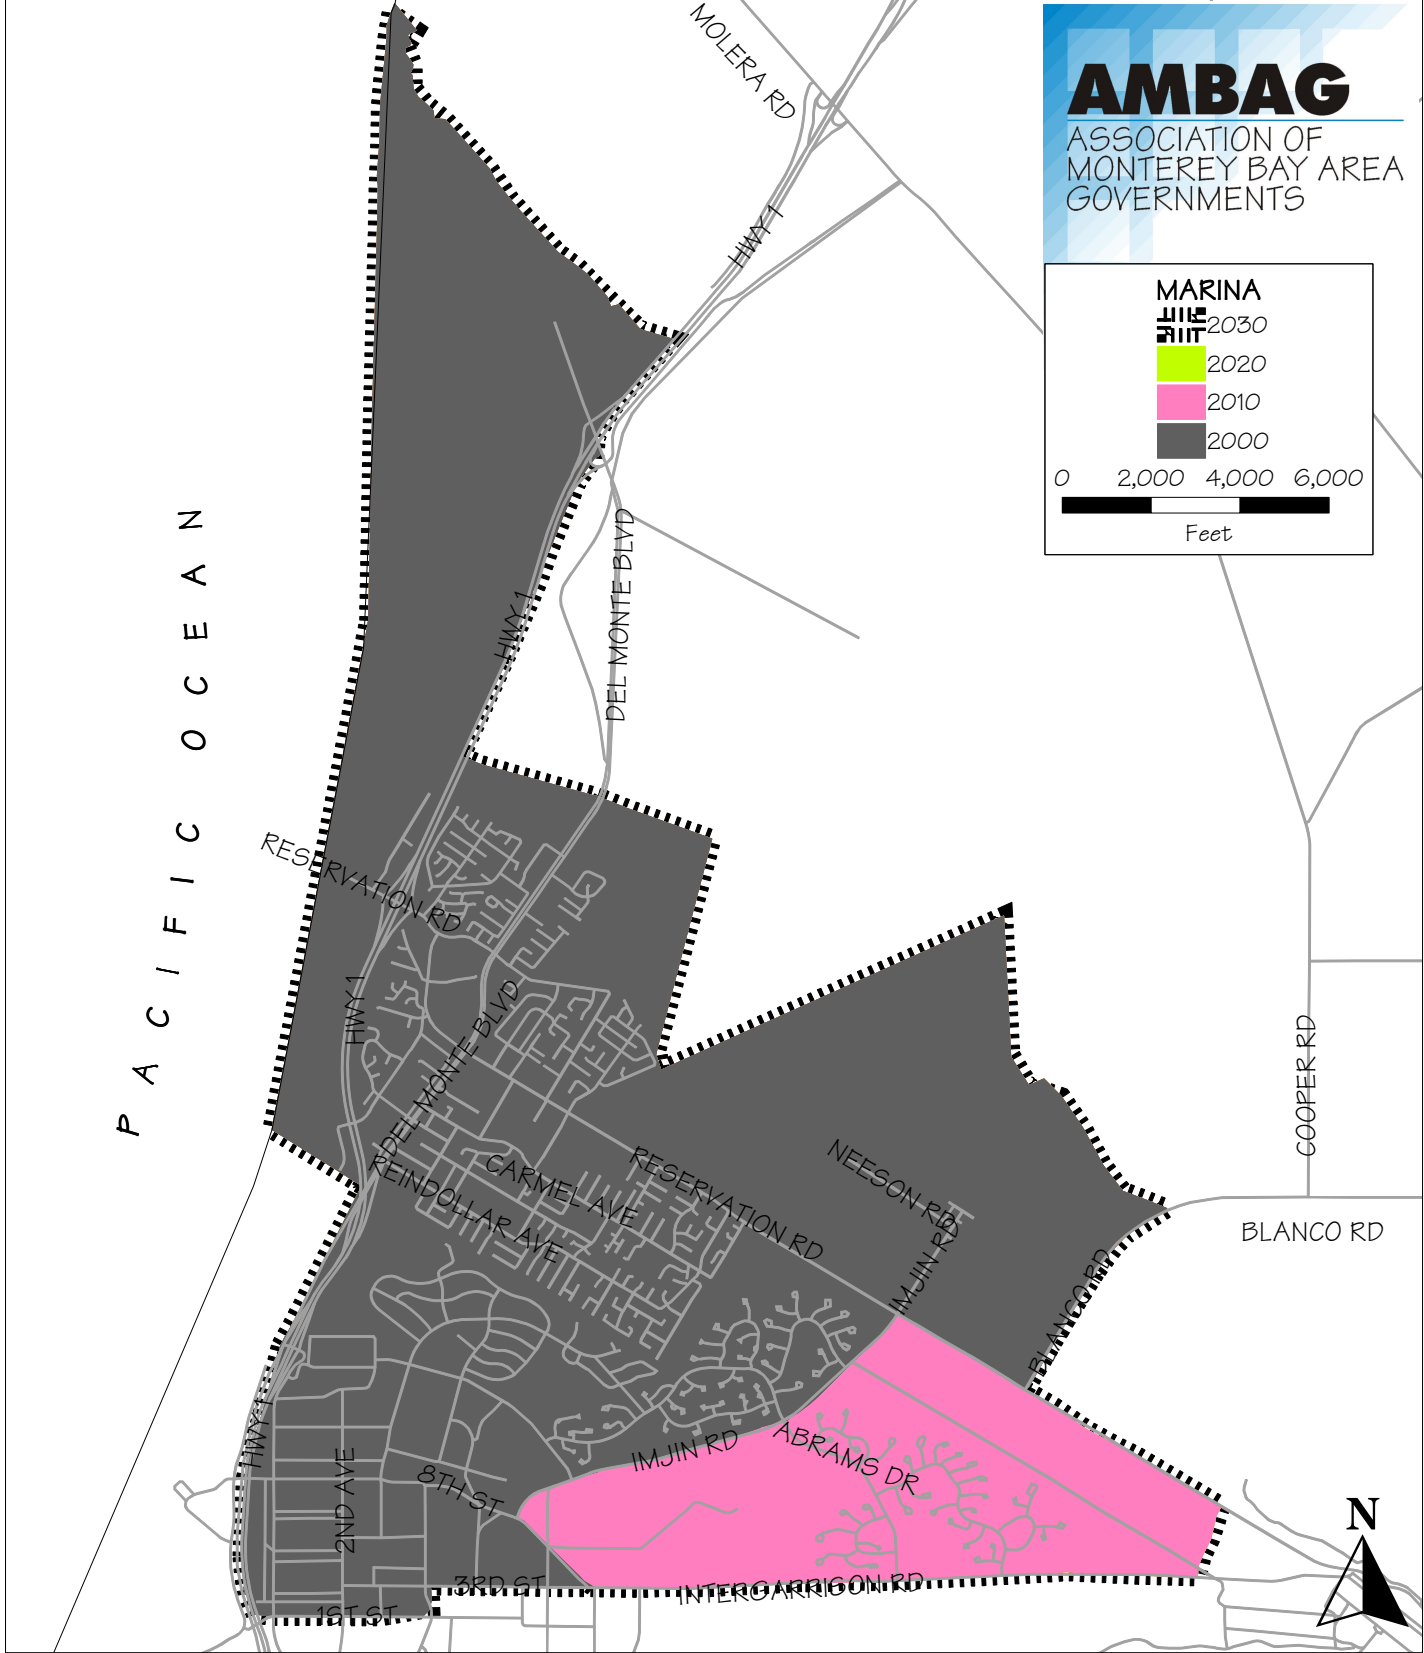 AMBAG
ASSOCIATION OF
MONTEREY BAY AREA
GOVERNMENTS
MARINA
2030
2020
2010
2000
0 2,000 4,000 6,000
Feet
MOLERA RD
HWY 1
PACIFIC OCEAN
HWY 1
DEL MONTE BLVD
RESERVATION RD
HWY 1
DEL MONTE BLVD
COOPER RD
REINDOLLAR AVE
CARMEL AVE
RESERVATION RD
NEESON RD
IMJIN RD
BLANCO RD
BLANCO RD
HWY 1
2ND AVE
8TH ST
IMJIN RD
ABRAMS DR
N
3RD ST
INTERGARRISON RD
1ST ST